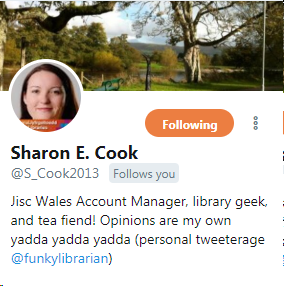 Following
Sharon E. Cook
@S_Cook2013 Follows you
Jisc Wales Account Manager, library geek,
and tea fiend! Opinions are my own
yadda yadda yadda (personal tweeterage
@funkylibrarian)